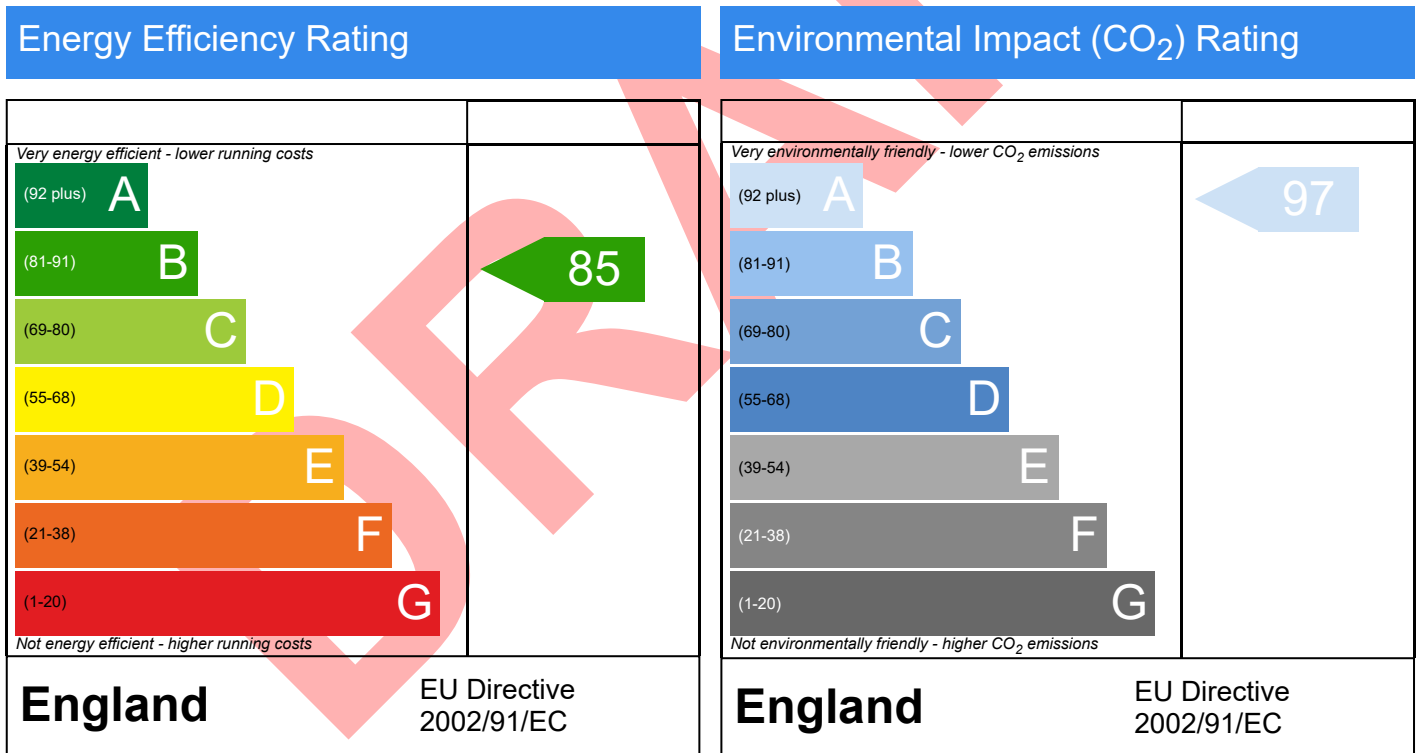 Energy Efficiency Rating
Very energy efficient - lower running costs
(92 plus) A
(81-91) B
85
(69-80) C
(55-68) D
(39-54) E
(21-38) F
(1-20) G
Not energy efficient - higher running costs
England
EU Directive
2002/91/EC
Environmental Impact (CO2) Rating
Very environmentally friendly - lower CO2 emissions
(92 plus) A
97
(81-91) B
(69-80) C
(55-68) D
(39-54) E
(21-38) F
(1-20) G
Not environmentally friendly - higher CO2 emissions
England
EU Directive
2002/91/EC